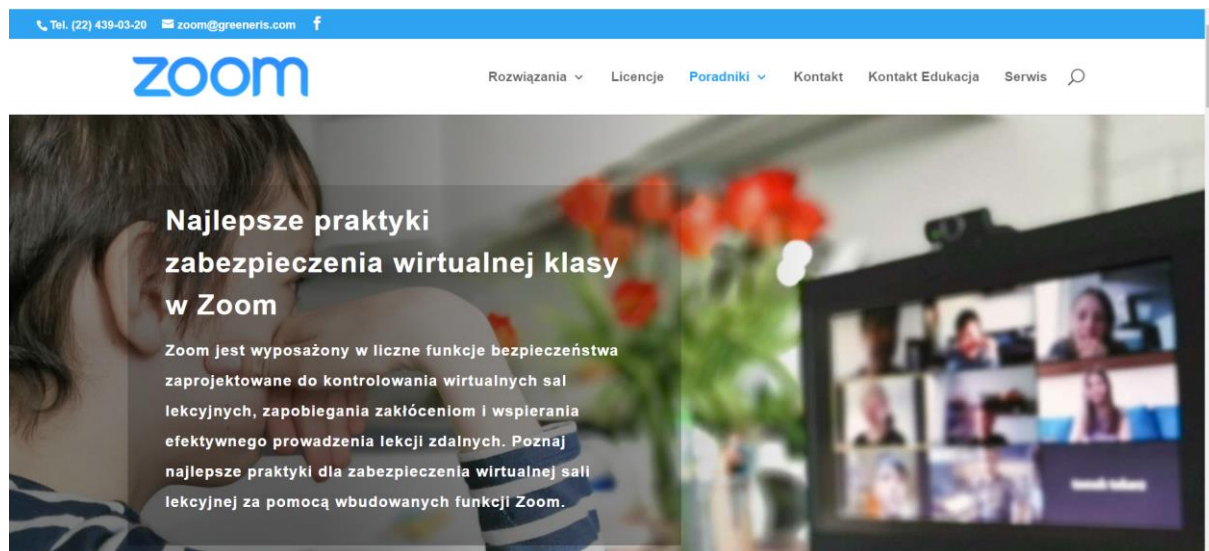 Tel. (22) 439-03-20 zoom@greeneris.com f
zoom
Rozwiązania Licencje Poradniki Kontakt Kontakt Edukacja Serwis
Najlepsze praktyki
zabezpieczenia wirtualnej klasy
w Zoom
Zoom jest wyposażony w liczne funkcje bezpieczeństwa
zaprojektowane do kontrolowania wirtualnych sal
lekcyjnych, zapobiegania zakłóceniom i wspierania
efektywnego prowadzenia lekcji zdalnych. Poznaj
najlepsze praktyki dla zabezpieczenia wirtualnej sali
lekcyjnej za pomocą wbudowanych funkcji Zoom.